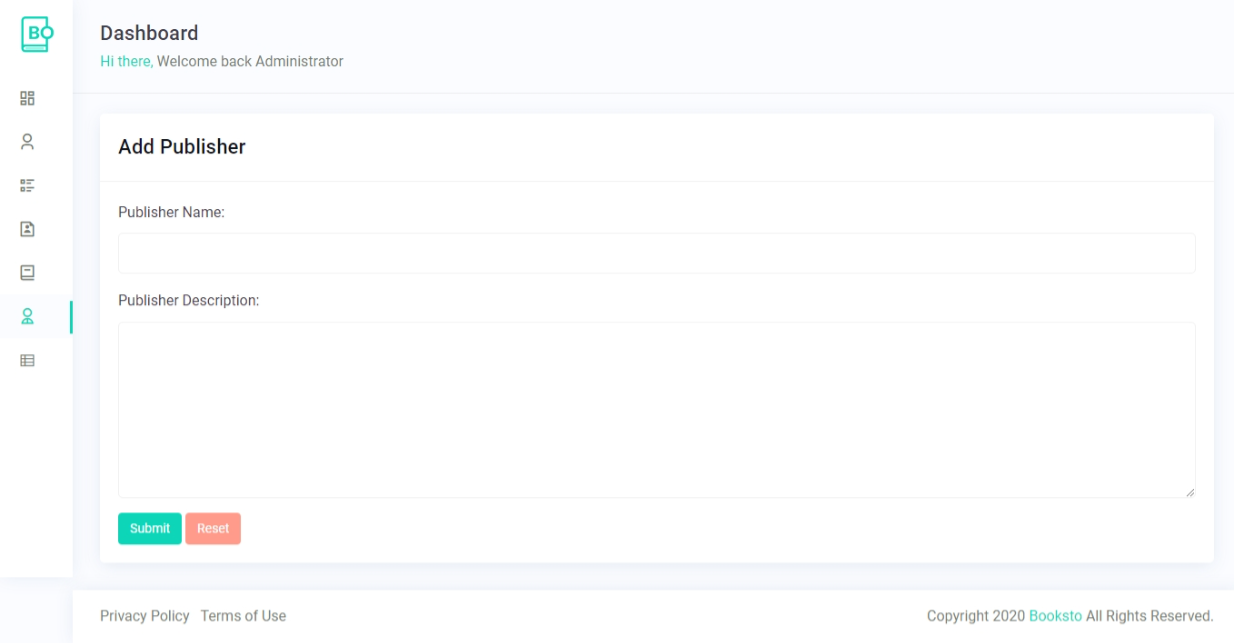 BO
Dashboard
Hi there, Welcome back Administrator
Add Publisher
Publisher Name:
Publisher Description:
Submit Reset
Privacy Policy Terms of Use
Copyright 2020 Booksto All Rights Reserved.